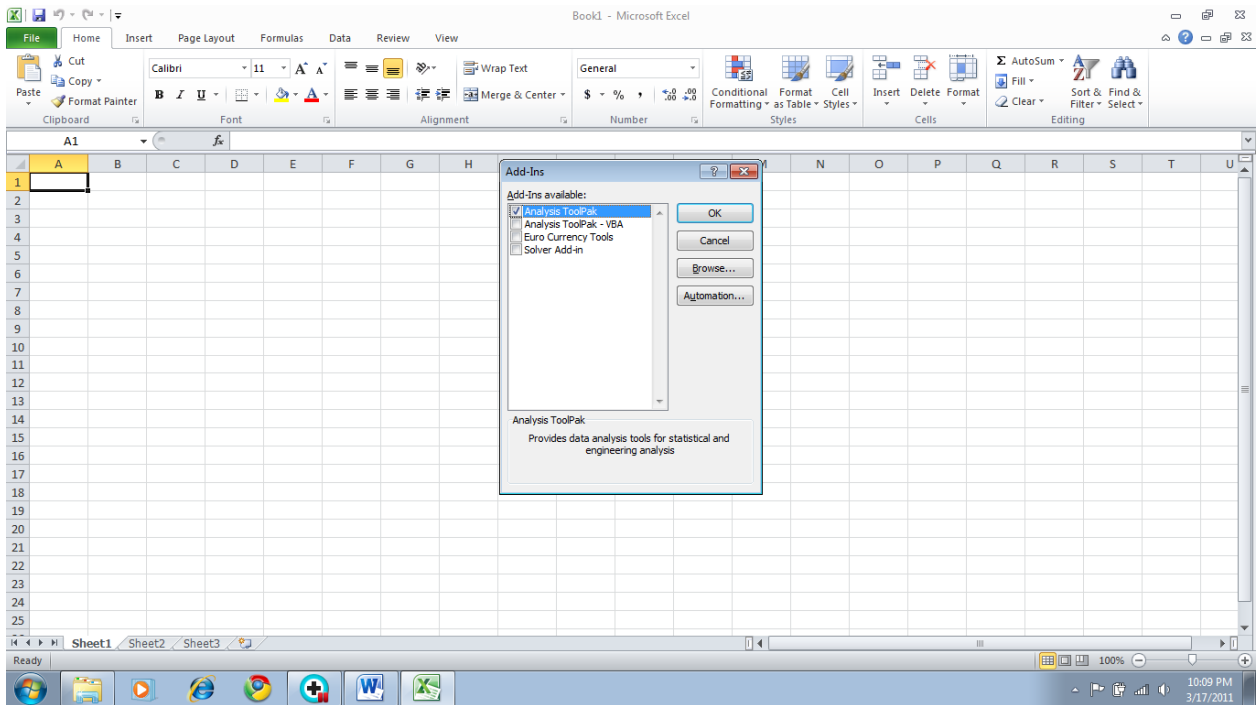 Book1 - Microsoft Excel
File Home Insert Page Layout Formulas Data Review View
Paste
Cut
Copy
Format Painter
Clipboard
Calibri 11
B I U
Font
Wrap Text
Merge & Center
Alignment
General
$ % ,
Number
Conditional Formatting
Format as Table
Cell Styles
Styles
Insert Delete Format
Cells
Σ AutoSum
Fill
Clear
Sort & Filter
Find & Select
Editing
A1 fx
A B C D E F G H M N O P Q R S T U
1
2
3
4
5
6
7
8
9
10
11
12
13
14
15
16
17
18
19
20
21
22
23
24
25
Add-Ins
Add-Ins available:
Analysis ToolPak
Analysis ToolPak - VBA
Euro Currency Tools
Solver Add-in
OK
Cancel
Browse...
Automation...
Analysis ToolPak
Provides data analysis tools for statistical and
engineering analysis
Sheet1 Sheet2 Sheet3
Ready
100%
10:09 PM
3/17/2011